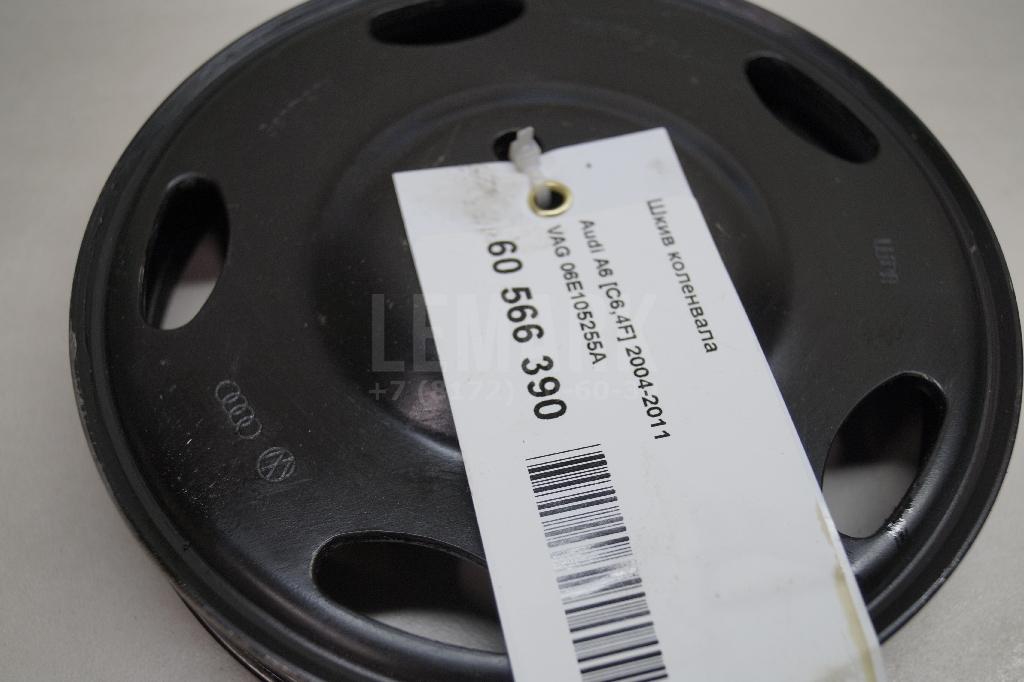 Шкив коленвала
Audi A6 [C6,4F] 2004-2011
VAG 06E105255A
60 566 390